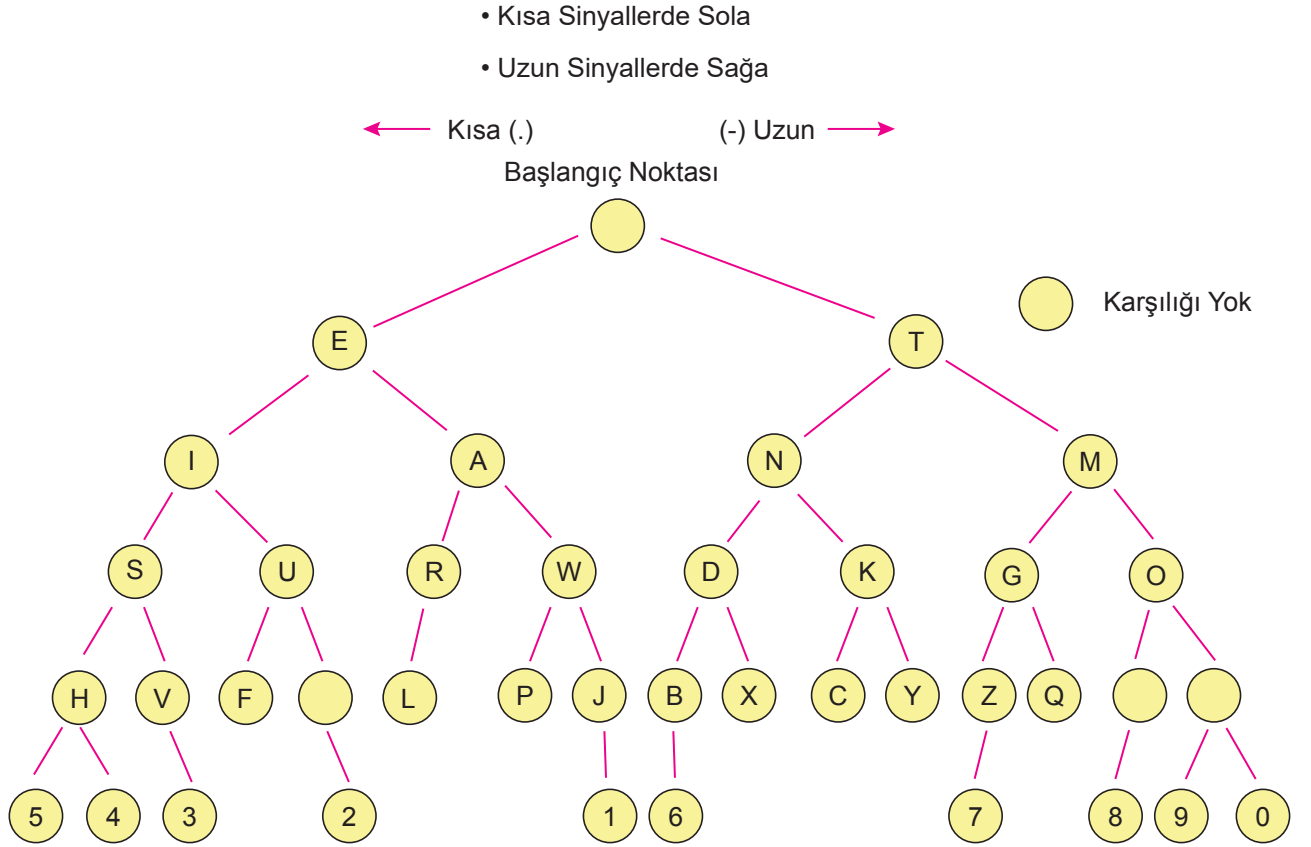 • Kısa Sinyallerde Sola
• Uzun Sinyallerde Sağa
Kısa (.) (-) Uzun
Başlangıç Noktası
Karşılığı Yok
E T
I A N M
S U R W D K G O
H V F L P J B X C Y Z Q
5 4 3 2 1 6 7 8 9 0